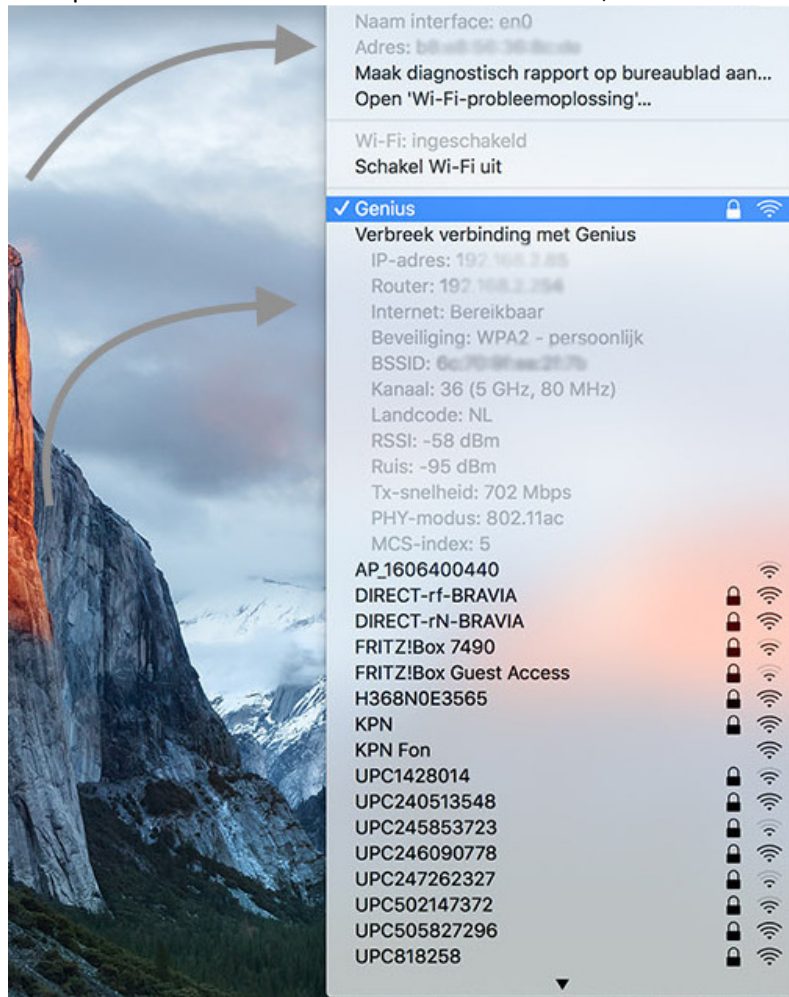 Naam interface: en0
Adres:
Maak diagnostisch rapport op bureaublad aan...
Open 'Wi-Fi-probleemoplossing'...
Wi-Fi: ingeschakeld
Schakel Wi-Fi uit
✓ Genius
Verbreek verbinding met Genius
IP-adres:
Router:
Internet: Bereikbaar
Beveiliging: WPA2 - persoonlijk
BSSID:
Kanaal: 36 (5 GHz, 80 MHz)
Landcode: NL
RSSI: -58 dBm
Ruis: -95 dBm
Tx-snelheid: 702 Mbps
PHY-modus: 802.11ac
MCS-index: 5
AP_1606400440
DIRECT-rf-BRAVIA
DIRECT-rN-BRAVIA
FRITZ!Box 7490
FRITZ!Box Guest Access
H368N0E3565
KPN
KPN Fon
UPC1428014
UPC240513548
UPC245853723
UPC246090778
UPC247262327
UPC502147372
UPC505827296
UPC818258